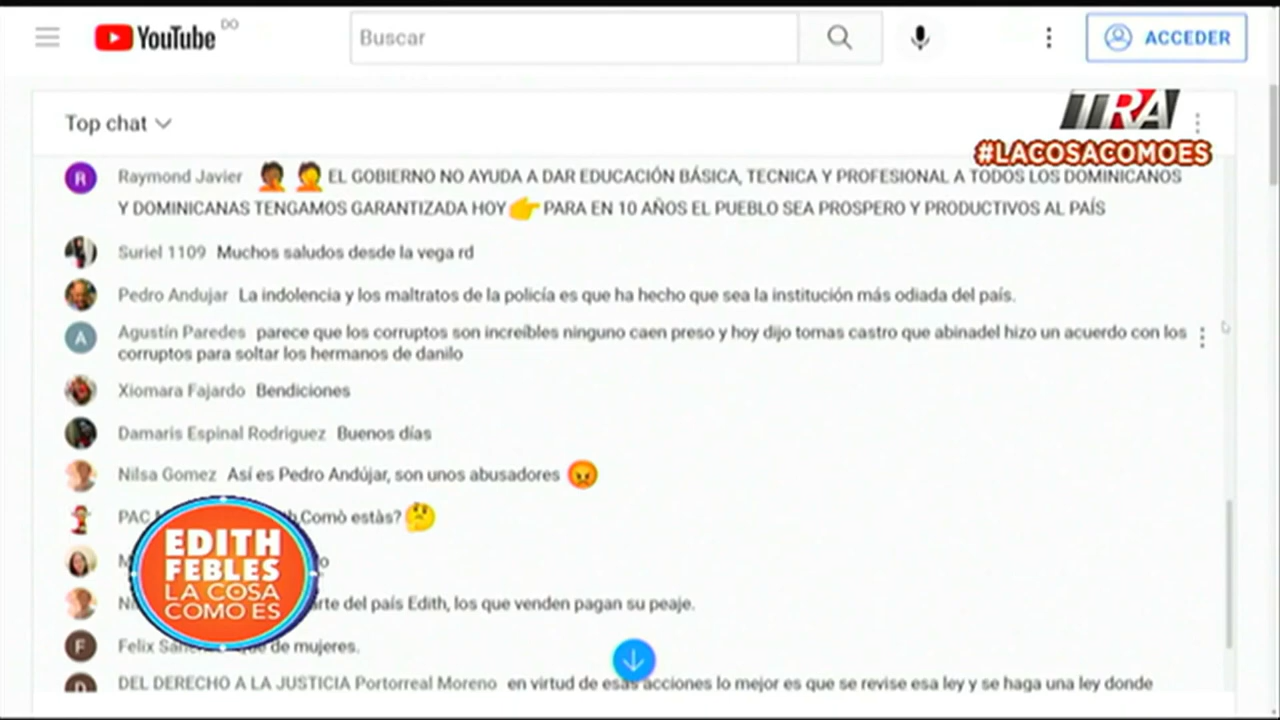 YouTube DO
Buscar
ACCEDER
TRA
Top chat
#LACOSACOMOES
R Raymond Javier EL GOBIERNO NO AYUDA A DAR EDUCACIÓN BÁSICA, TECNICA Y PROFESIONAL A TODOS LOS DOMINICANOS
Y DOMINICANAS TENGAMOS GARANTIZADA HOY PARA EN 10 AÑOS EL PUEBLO SEA PROSPERO Y PRODUCTIVOS AL PAÍS
Suriel 1109 Muchos saludos desde la vega rd
Pedro Andujar La indolencia y los maltratos de la policía es que ha hecho que sea la institución más odiada del país.
A Agustín Paredes parece que los corruptos son increíbles ninguno caen preso y hoy dijo tomas castro que abinadel hizo un acuerdo con los
corruptos para soltar los hermanos de danilo
Xiomara Fajardo Bendiciones
Damaris Espinal Rodriguez Buenos días
Nilsa Gomez Así es Pedro Andújar, son unos abusadores
PAC Comò estàs?
EDITH
FEBLES
LA COSA
COMO ES
del país Edith, los que venden pagan su peaje.
F Felix de mujeres.
DEL DERECHO A LA JUSTICIA Portorreal Moreno en virtud de esas acciones lo mejor es que se revise esa ley y se haga una ley donde